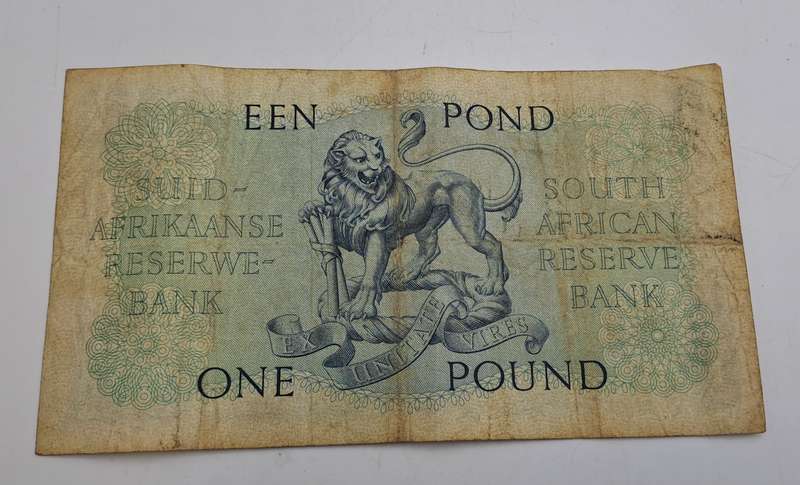 EEN POND
SUID-
AFRIKAANSE
RESERWE-
BANK
SOUTH
AFRICAN
RESERVE
BANK
EX UNITATE VIRES
ONE POUND